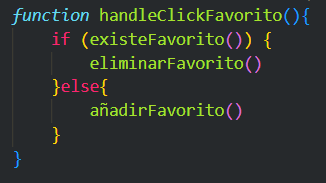 function handleClickFavorito(){
    if (existeFavorito()) {
        eliminarFavorito()
    }else{
        añadirFavorito()
    }
}